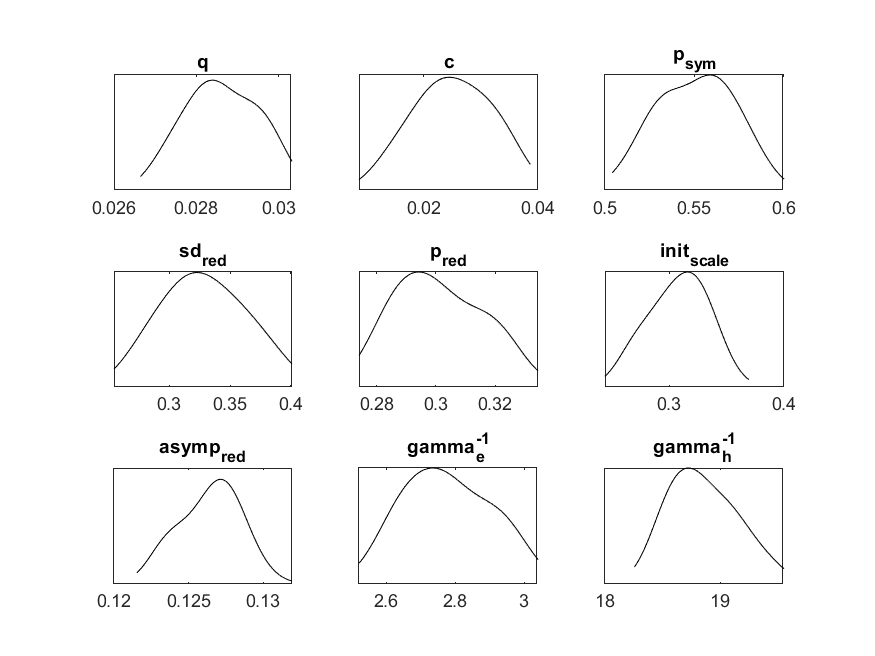 q c p_sym
0.026 0.028 0.03 0.02 0.04 0.5 0.55 0.6
sd_red p_red init_scale
0.3 0.35 0.4 0.28 0.3 0.32 0.3 0.4
asymp_red gamma_e^-1 gamma_h^-1
0.12 0.125 0.13 2.6 2.8 3 18 19